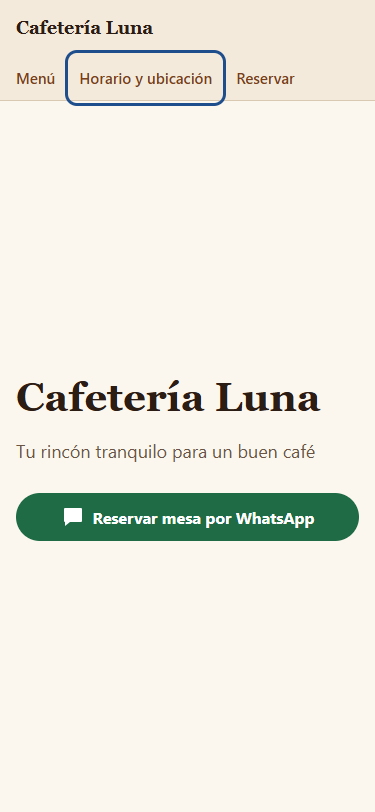 Cafetería Luna
Menú Horario y ubicación Reservar
Cafetería Luna
Tu rincón tranquilo para un buen café
Reservar mesa por WhatsApp